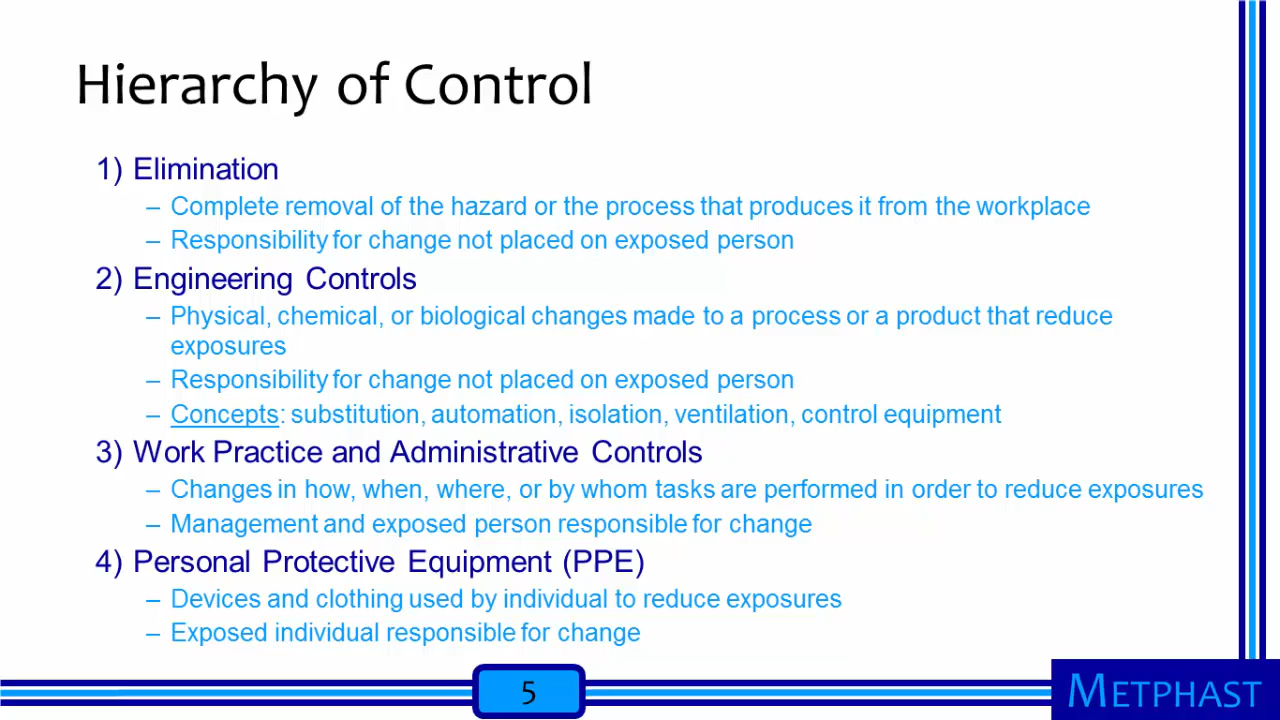 Hierarchy of Control
1) Elimination
– Complete removal of the hazard or the process that produces it from the workplace
– Responsibility for change not placed on exposed person
2) Engineering Controls
– Physical, chemical, or biological changes made to a process or a product that reduce
exposures
– Responsibility for change not placed on exposed person
– Concepts: substitution, automation, isolation, ventilation, control equipment
3) Work Practice and Administrative Controls
– Changes in how, when, where, or by whom tasks are performed in order to reduce exposures
– Management and exposed person responsible for change
4) Personal Protective Equipment (PPE)
– Devices and clothing used by individual to reduce exposures
– Exposed individual responsible for change
5
METPHAST